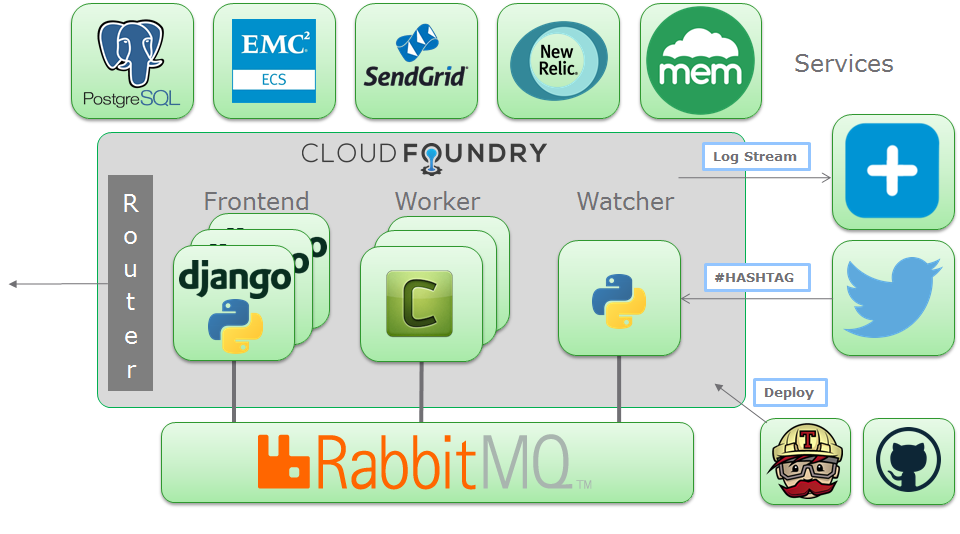 PostgreSQL
EMC²
ECS
SendGrid
New
Relic.
mem
Services
CLOUD FOUNDRY
Log Stream
Router
Frontend
Worker
Watcher
django
C
#HASHTAG
Deploy
T
RabbitMQ™